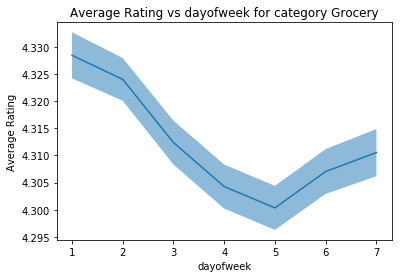 Average Rating vs dayofweek for category Grocery
Average Rating
4.330
4.325
4.320
4.315
4.310
4.305
4.300
4.295
1 2 3 4 5 6 7
dayofweek